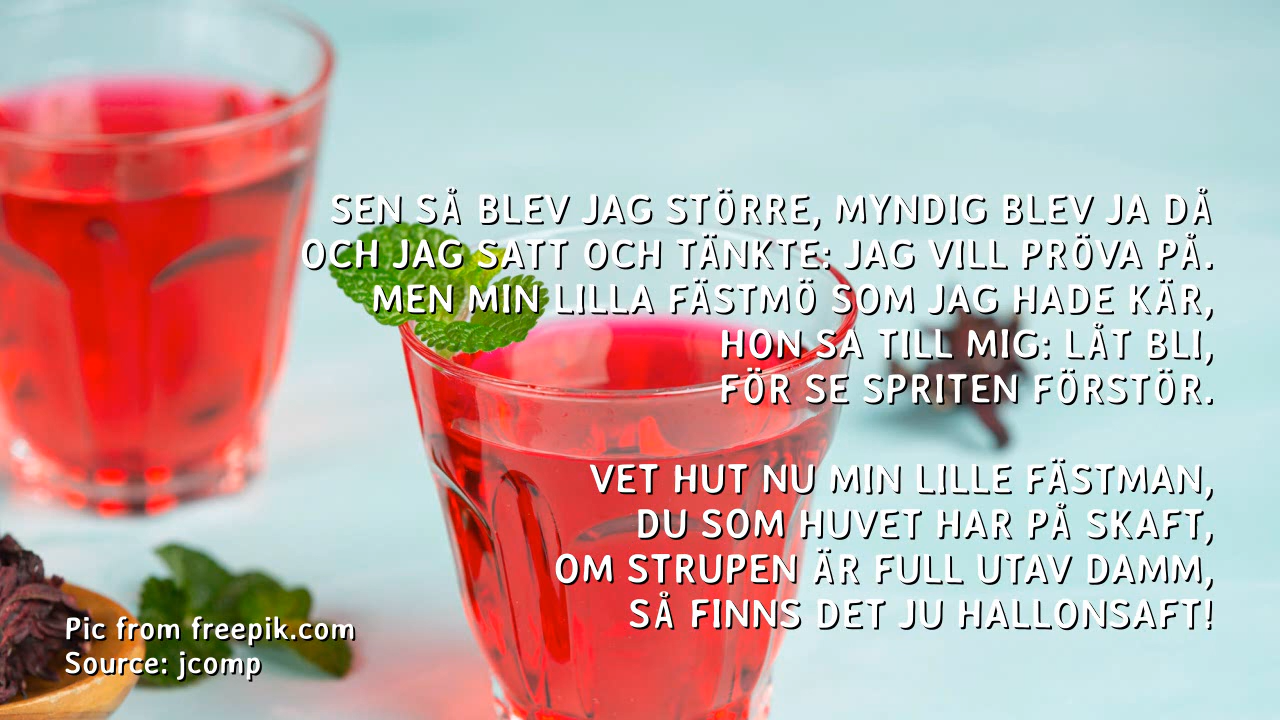 SEN SÅ BLEV JAG STÖRRE, MYNDIG BLEV JA DÅ
OCH JAG SATT OCH TÄNKTE: JAG VILL PRÖVA PÅ.
MEN MIN LILLA FÄSTMÖ SOM JAG HADE KÄR,
HON SA TILL MIG: LÅT BLI,
FÖR SE SPRITEN FÖRSTÖR.
VET HUT NU MIN LILLE FÄSTMAN,
DU SOM HUVET HAR PÅ SKAFT,
OM STRUPEN ÄR FULL UTAV DAMM,
SÅ FINNS DET JU HALLONSAFT!
Pic from freepik.com
Source: jcomp